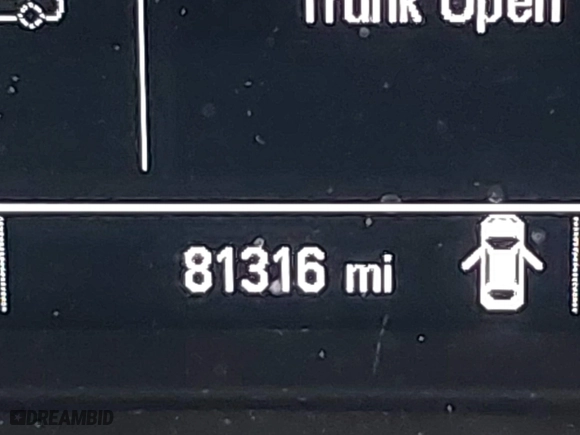 Trunk Open
81316 mi
DREAMBID